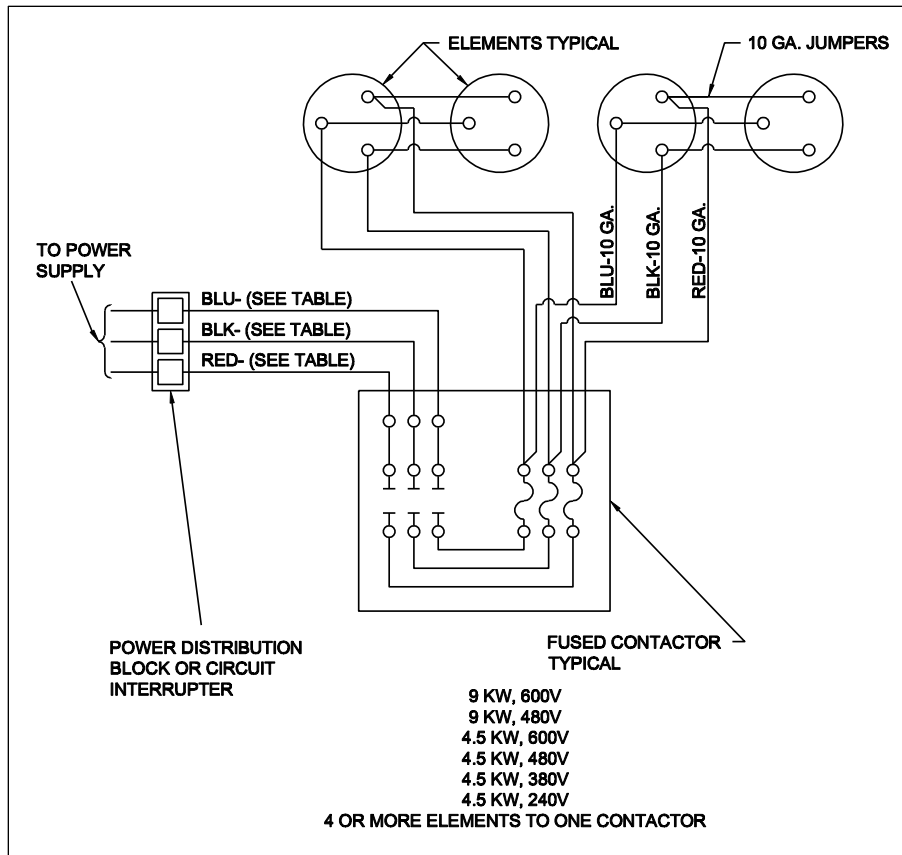 ELEMENTS TYPICAL
10 GA. JUMPERS
BLU-10 GA.
BLK-10 GA.
RED-10 GA.
TO POWER
SUPPLY
BLU- (SEE TABLE)
BLK- (SEE TABLE)
RED- (SEE TABLE)
POWER DISTRIBUTION
BLOCK OR CIRCUIT
INTERRUPTER
FUSED CONTACTOR
TYPICAL
9 KW, 600V
9 KW, 480V
4.5 KW, 600V
4.5 KW, 480V
4.5 KW, 380V
4.5 KW, 240V
4 OR MORE ELEMENTS TO ONE CONTACTOR